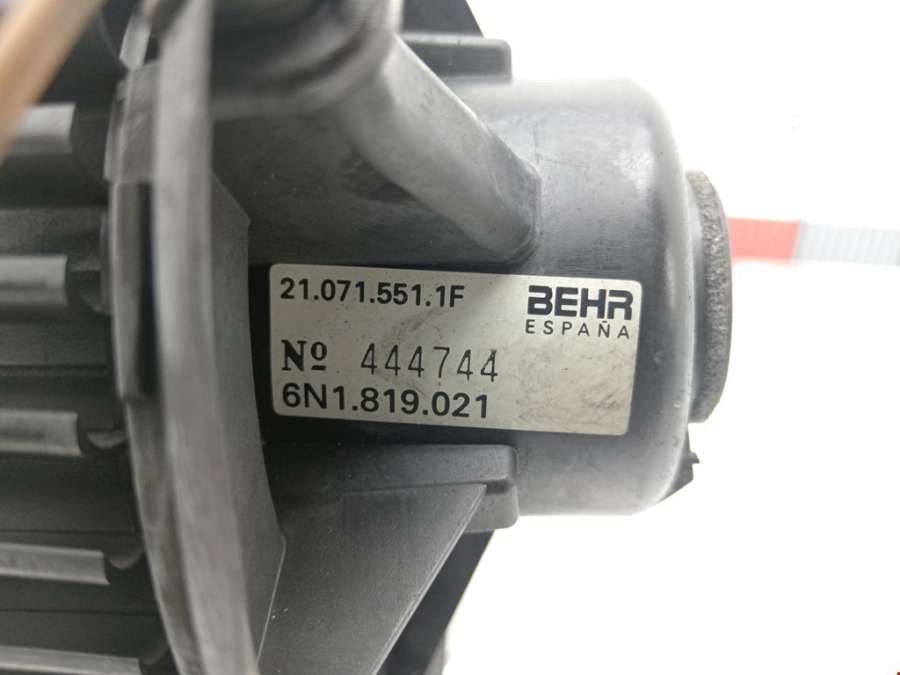 21.071.551.1F
BEHR
ESPAÑA
Nº 444744
6N1.819.021